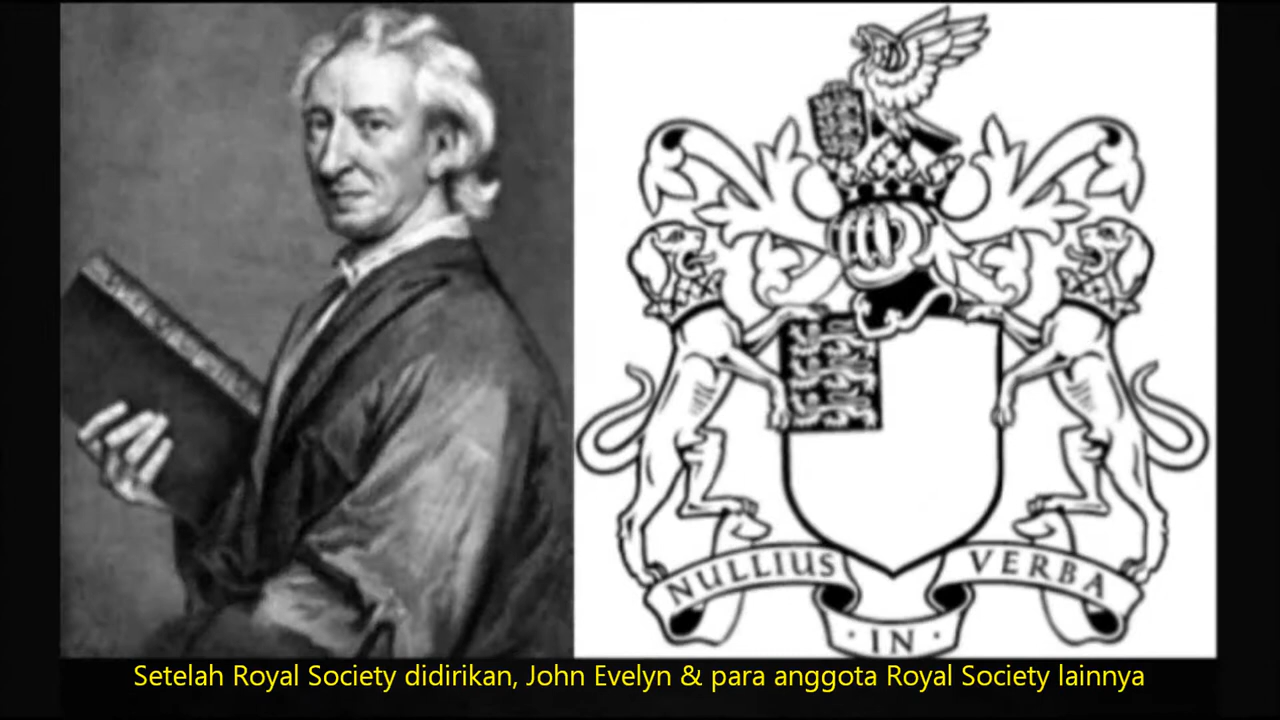 NULLIUS IN VERBA
Setelah Royal Society didirikan, John Evelyn & para anggota Royal Society lainnya